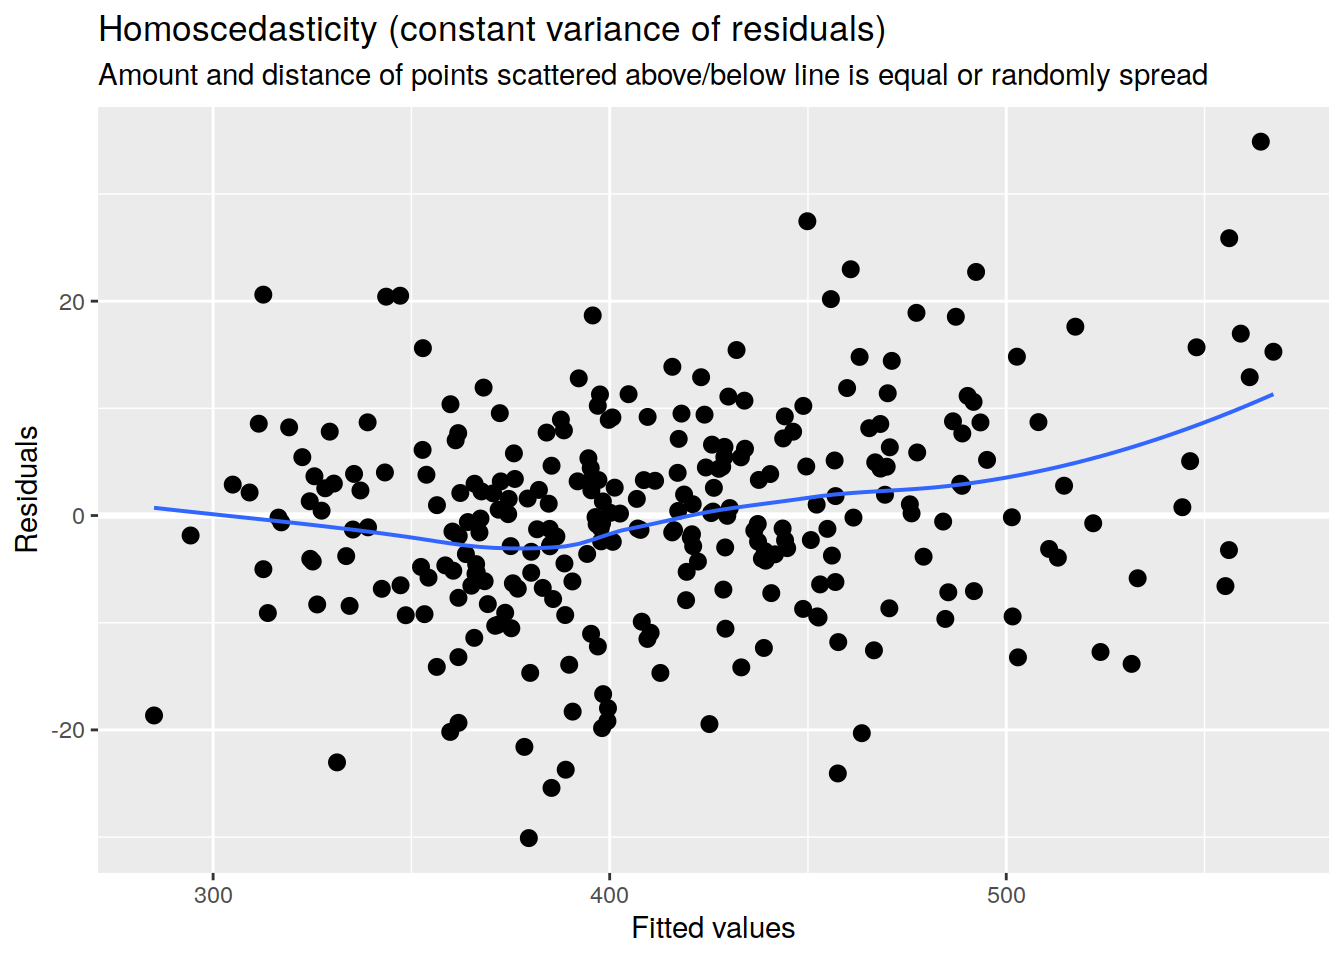 Homoscedasticity (constant variance of residuals)
Amount and distance of points scattered above/below line is equal or randomly spread
Residuals
20
0
-20
300
400
500
Fitted values